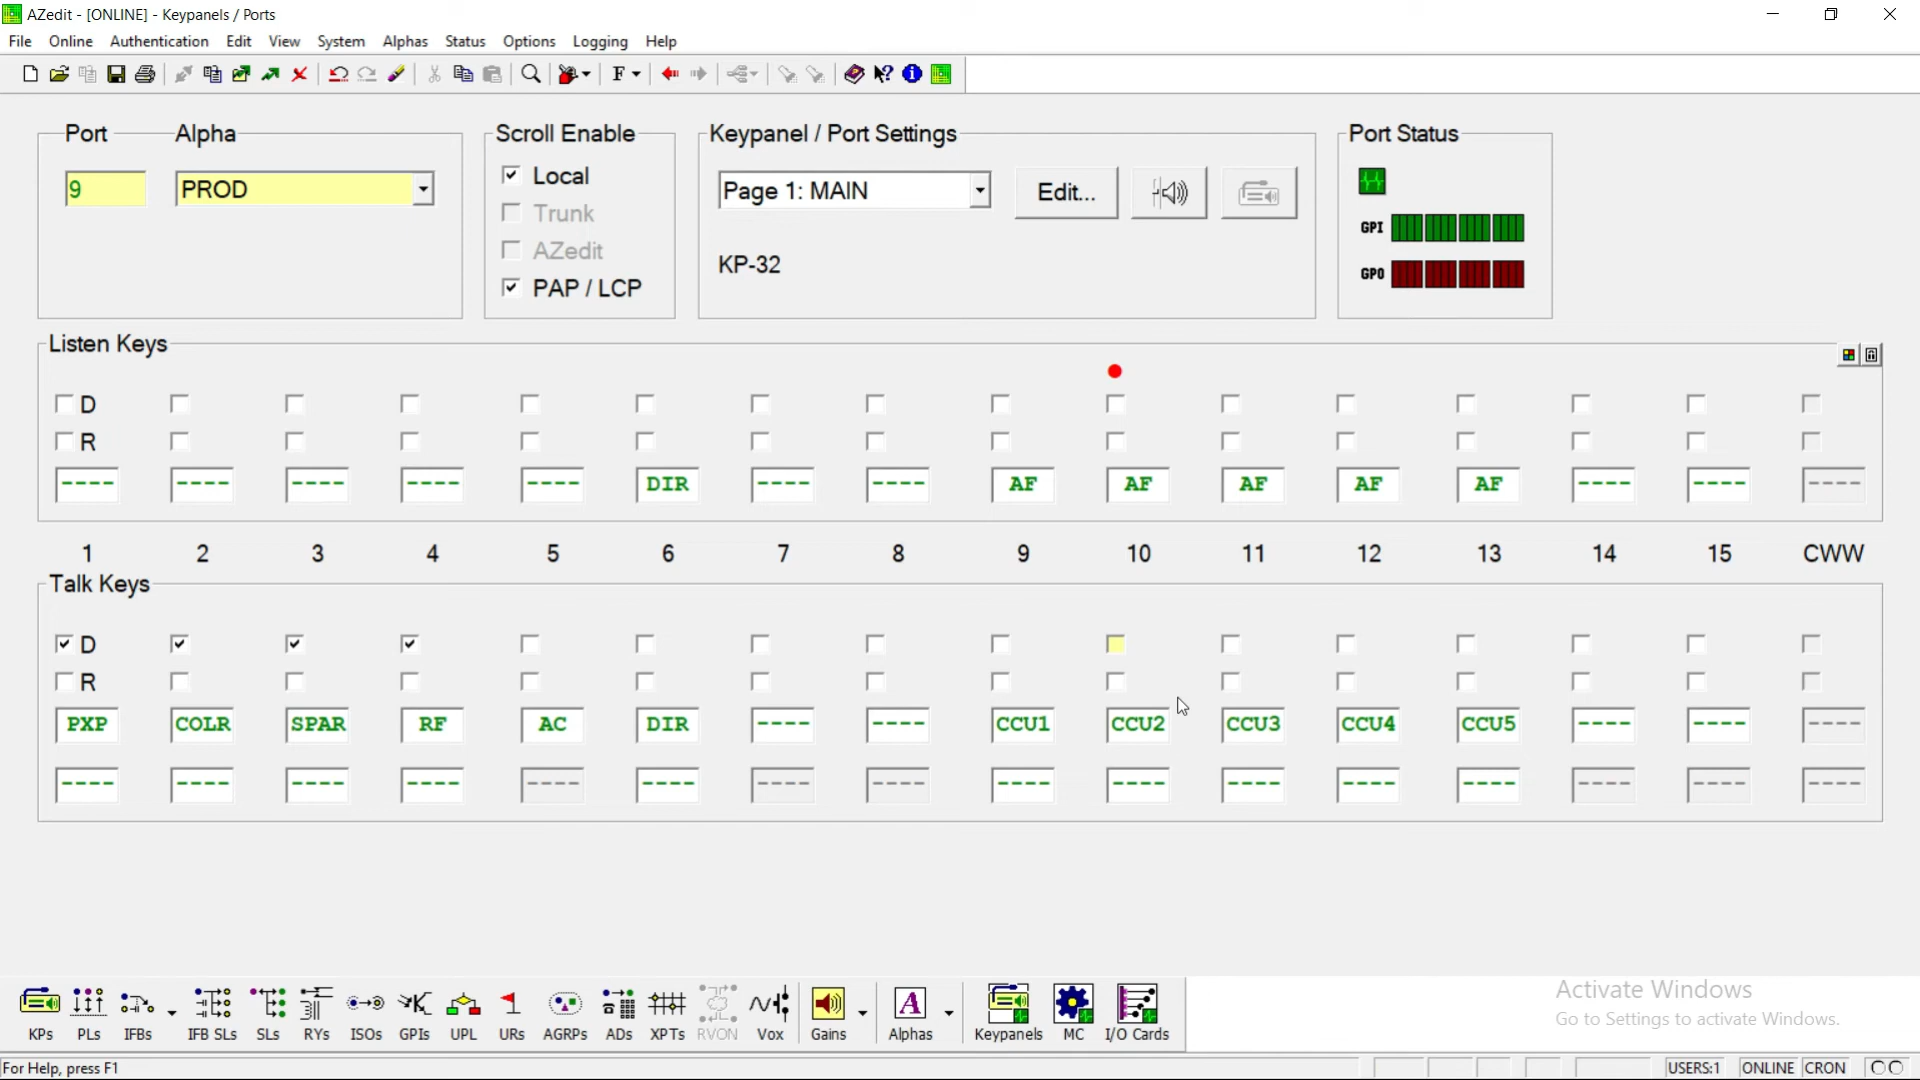 AZedit - [ONLINE] - Keypanels / Ports
File Online Authentication Edit View System Alphas Status Options Logging Help
F
Port Alpha Scroll Enable Keypanel / Port Settings Port Status
9 PROD Local Page 1: MAIN Edit...
Trunk
GPI
AZedit
KP-32
GPO
PAP / LCP
Listen Keys
D
R
---- ---- ---- ---- ---- DIR ---- ---- AF AF AF AF AF ---- ---- ----
1 2 3 4 5 6 7 8 9 10 11 12 13 14 15 CWW
Talk Keys
D
R
PXP COLR SPAR RF AC DIR ---- ---- CCU1 CCU2 CCU3 CCU4 CCU5 ---- ---- ----
---- ---- ---- ---- ---- ---- ---- ---- ---- ---- ---- ---- ---- ---- ---- ----
Activate Windows
Go to Settings to activate Windows.
KPs PLs IFBs IFB SLs SLs RYs ISOs GPIs UPL URs AGRPs ADs XPTs RVON Vox Gains Alphas Keypanels MC I/O Cards
For Help, press F1 USERS:1 ONLINE CRON